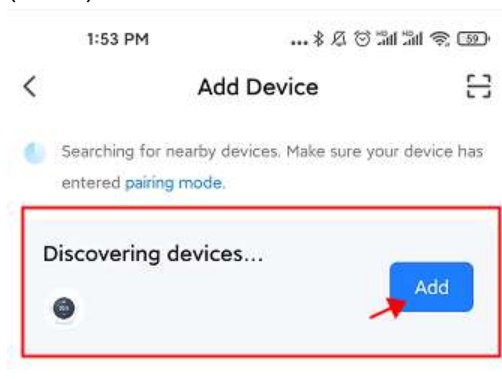 1:53 PM
59
Add Device
Searching for nearby devices. Make sure your device has
entered pairing mode.
Discovering devices...
Add